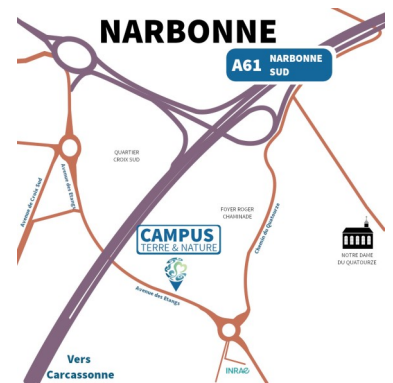 NARBONNE
A61 NARBONNE
SUD
QUARTIER
CROIX SUD
Avenue de Croix Sud
Avenue des Etangs
FOYER ROGER
CHAMINADE
Chemin du Quatourze
CAMPUS
TERRE & NATURE
NOTRE DAME
DU QUATOURZE
Avenue des Etangs
INRAE
Vers
Carcassonne